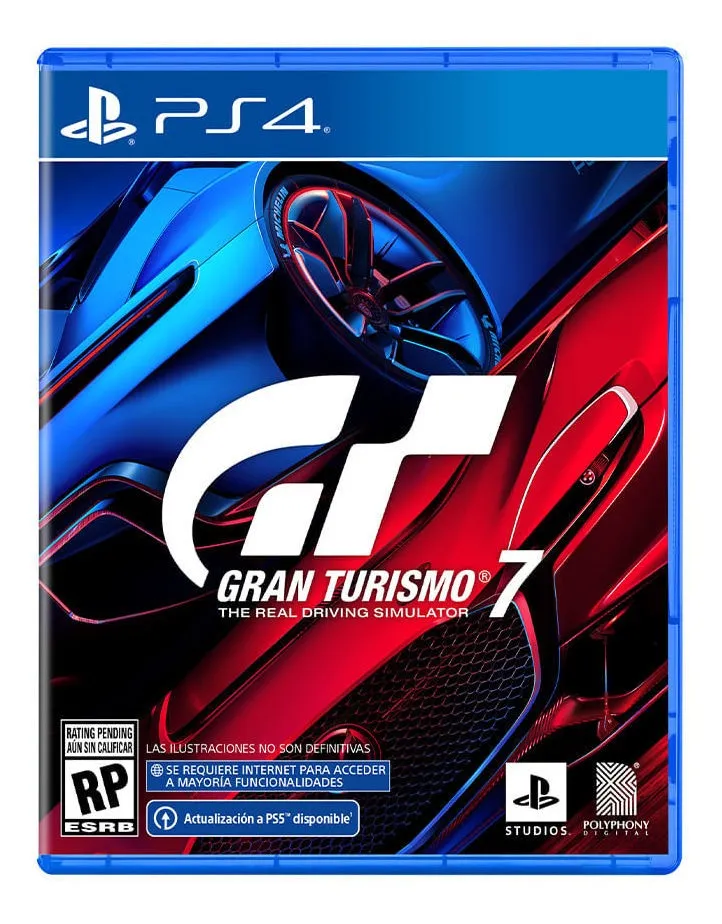 PS4
MICHELIN
GRAN TURISMO® 7
THE REAL DRIVING SIMULATOR
RATING PENDING
AÚN SIN CALIFICAR
RP
ESRB
LAS ILUSTRACIONES NO SON DEFINITIVAS
SE REQUIERE INTERNET PARA ACCEDER
A MAYORÍA FUNCIONALIDADES
Actualización a PS5™ disponible¹
STUDIOS.
POLYPHONY
DIGITAL